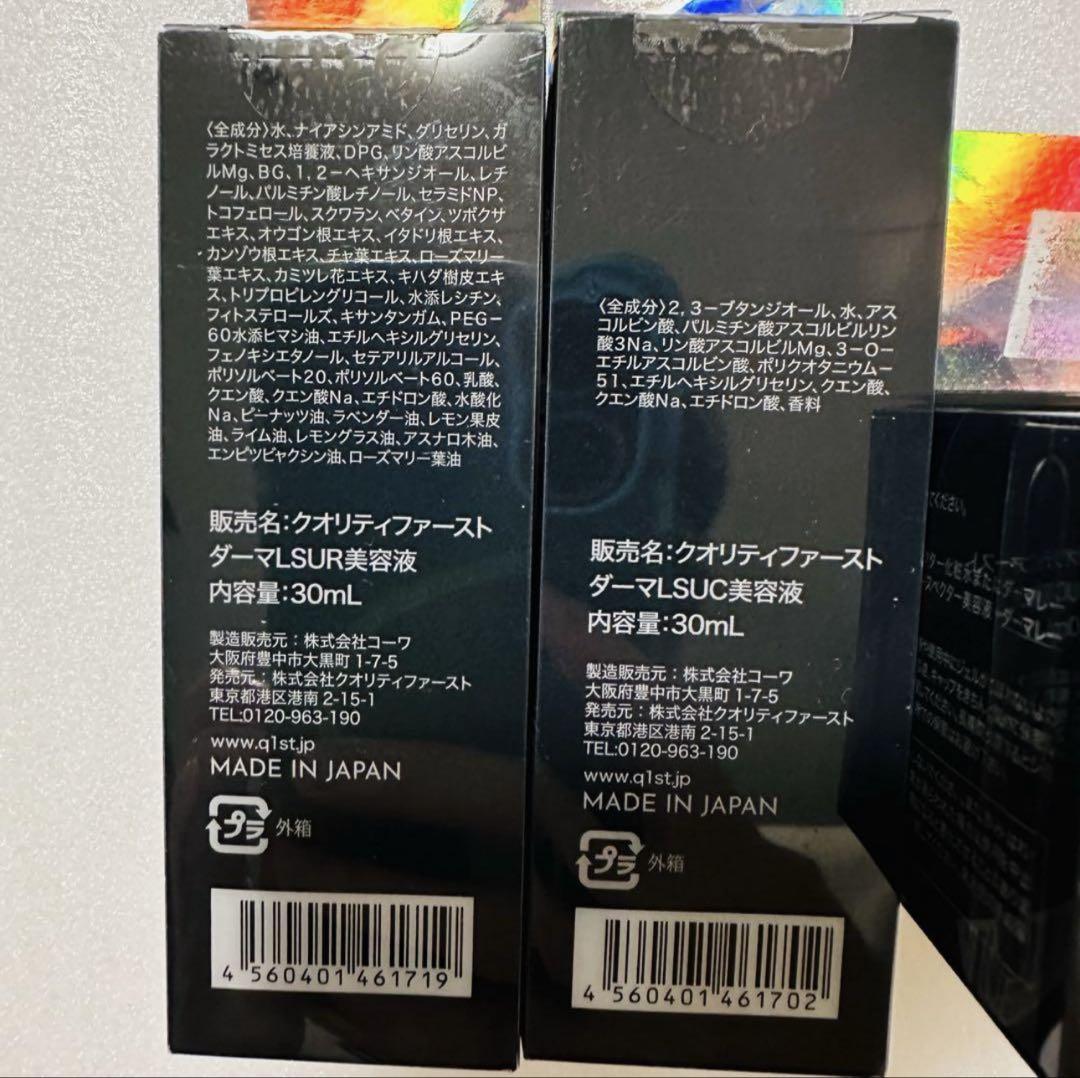 〈全成分〉水、ナイアシンアミド、グリセリン、ガ
ラクトミセス培養液、DPG、リン酸アスコルビ
ルMg、BG、1,2-ヘキサンジオール、レチ
ノール、パルミチン酸レチノール、セラミドNP、
トコフェロール、スクワラン、ベタイン、ツボクサ
エキス、オウゴン根エキス、イタドリ根エキス、
カンゾウ根エキス、チャ葉エキス、ローズマリー
葉エキス、カミツレ花エキス、キハダ樹皮エキ
ス、トリプロピレングリコール、水添レシチン、
フィトステロールズ、キサンタンガム、PEG-
60水添ヒマシ油、エチルヘキシルグリセリン、
フェノキシエタノール、セテアリルアルコール、
ポリソルベート20、ポリソルベート60、乳酸、
クエン酸、クエン酸Na、エチドロン酸、水酸化
Na、ピーナッツ油、ラベンダー油、レモン果皮
油、ライム油、レモングラス油、アスナロ木油、
エンピツビャクシン油、ローズマリー葉油
販売名:クオリティファースト
ダーマLSUR美容液
内容量:30mL
製造販売元:株式会社コーワ
大阪府豊中市大黒町 1-7-5
発売元:株式会社クオリティファースト
東京都港区港南 2-15-1
TEL:0120-963-190
www.q1st.jp
MADE IN JAPAN
プラ 外箱
4 560401 461719
〈全成分〉2,3-ブタンジオール、水、アス
コルビン酸、パルミチン酸アスコルビルリン
酸3Na、リン酸アスコルビルMg、3-O-
エチルアスコルビン酸、ポリクオタニウム-
51、エチルヘキシルグリセリン、クエン酸、
クエン酸Na、エチドロン酸、香料
販売名:クオリティファースト
ダーマLSUC美容液
内容量:30mL
製造販売元:株式会社コーワ
大阪府豊中市大黒町 1-7-5
発売元:株式会社クオリティファースト
東京都港区港南 2-15-1
TEL:0120-963-190
www.q1st.jp
MADE IN JAPAN
プラ 外箱
4 560401 461702
ください。